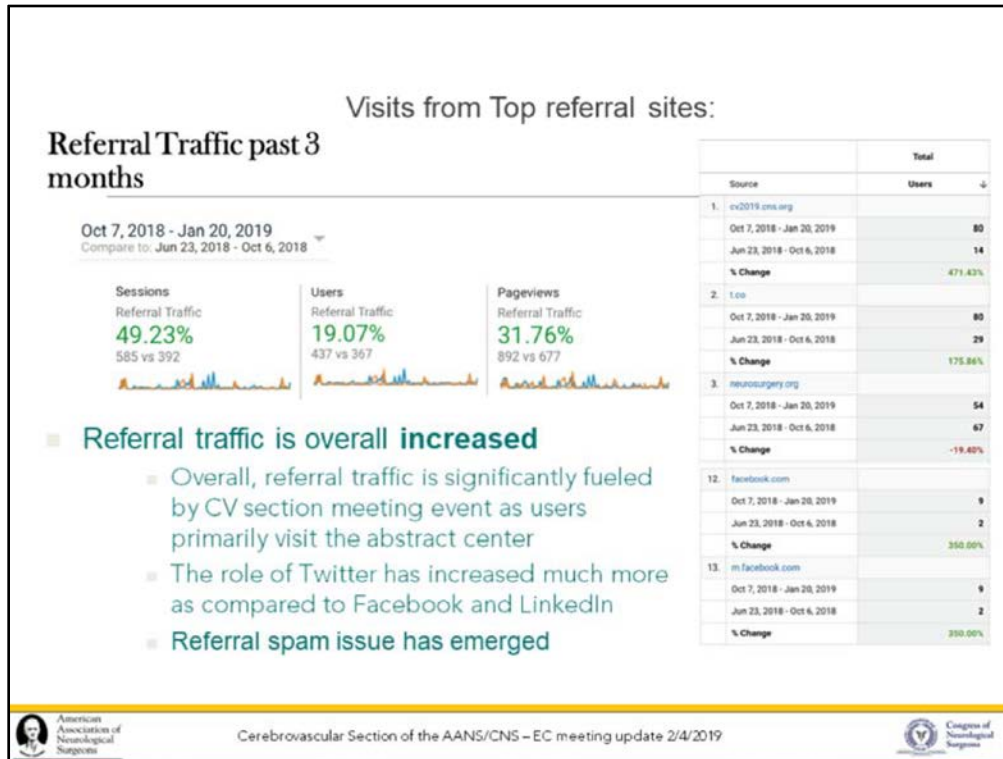 Visits from Top referral sites:
Referral Traffic past 3
months
Oct 7, 2018 - Jan 20, 2019
Compare to: Jun 23, 2018 - Oct 6, 2018
Sessions
Referral Traffic
49.23%
585 vs 392
Users
Referral Traffic
19.07%
437 vs 367
Pageviews
Referral Traffic
31.76%
892 vs 677
Referral traffic is overall increased
Overall, referral traffic is significantly fueled
by CV section meeting event as users
primarily visit the abstract center
The role of Twitter has increased much more
as compared to Facebook and LinkedIn
Referral spam issue has emerged
Total
Source Users ↓
1. cv2019.cns.org
Oct 7, 2018 - Jan 20, 2019 80
Jun 23, 2018 - Oct 6, 2018 14
% Change 471.43%
2. t.co
Oct 7, 2018 - Jan 20, 2019 80
Jun 23, 2018 - Oct 6, 2018 29
% Change 175.86%
3. neurosurgery.org
Oct 7, 2018 - Jan 20, 2019 54
Jun 23, 2018 - Oct 6, 2018 67
% Change -19.40%
12. facebook.com
Oct 7, 2018 - Jan 20, 2019 9
Jun 23, 2018 - Oct 6, 2018 2
% Change 350.00%
13. m.facebook.com
Oct 7, 2018 - Jan 20, 2019 9
Jun 23, 2018 - Oct 6, 2018 2
% Change 350.00%
American
Association of
Neurological
Surgeons
Cerebrovascular Section of the AANS/CNS – EC meeting update 2/4/2019
Congress of
Neurological
Surgeons